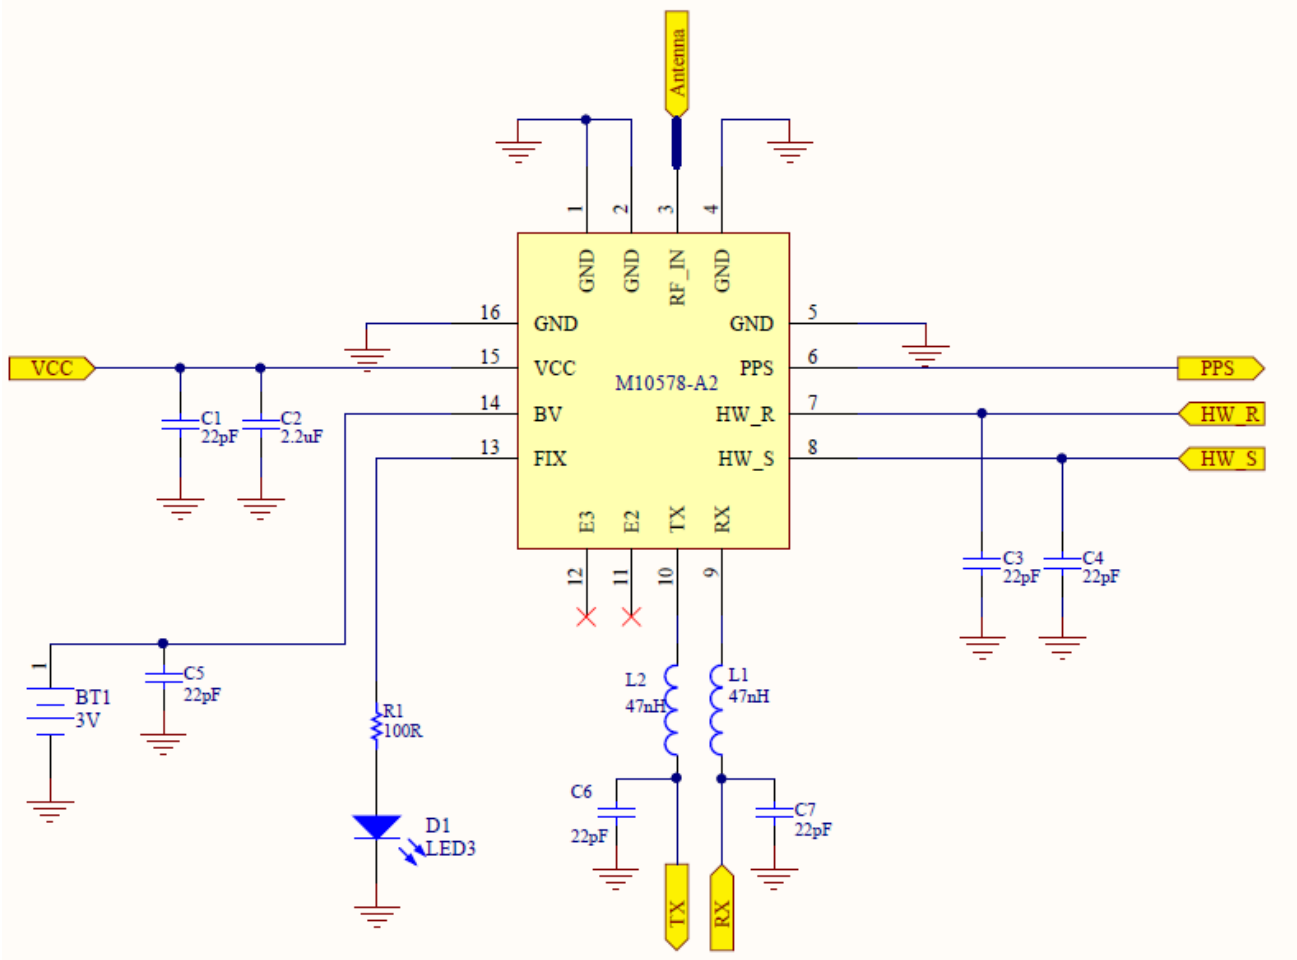 Antenna
1
2
3
4
GND
GND
RF_IN
GND
16
GND
GND
5
VCC
15
VCC
M10578-A2
PPS
6
PPS
C1
22pF
C2
2.2uF
14
BV
HW_R
7
HW_R
13
FIX
HW_S
8
HW_S
E3
E2
TX
RX
12
11
10
9
C3
22pF
C4
22pF
1
BT1
3V
C5
22pF
R1
100R
L2
47nH
L1
47nH
C6
22pF
C7
22pF
D1
LED3
TX
RX